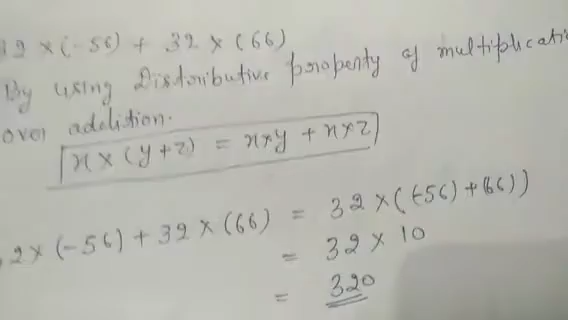 32 × (-56) + 32 × (66)
By using Distributive property of multiplicati
over addition.
x × (y+z) = x×y + x×z
2 × (-56) + 32 × (66) = 32 × ((-56) + (66))
= 32 × 10
= 320